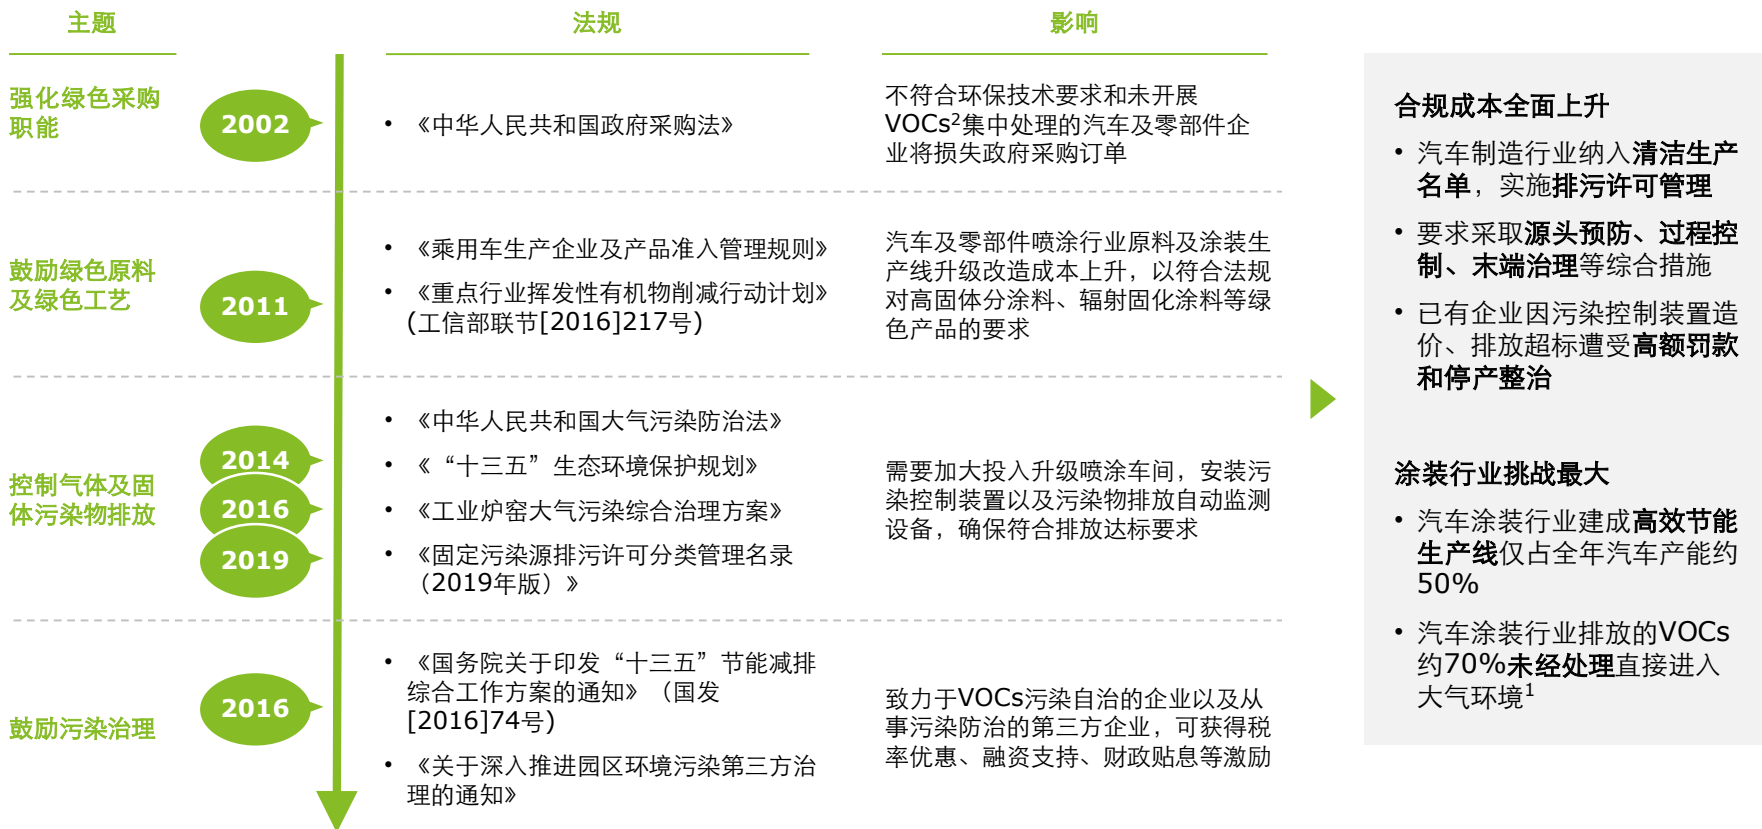 主题
法规
影响
强化绿色采购
职能
2002
• 《中华人民共和国政府采购法》
不符合环保技术要求和未开展
VOCs²集中处理的汽车及零部件企
业将损失政府采购订单
鼓励绿色原料
及绿色工艺
2011
• 《乘用车生产企业及产品准入管理规则》
• 《重点行业挥发性有机物削减行动计划》
(工信部联节[2016]217号)
汽车及零部件喷涂行业原料及涂装生
产线升级改造成本上升，以符合法规
对高固体分涂料、辐射固化涂料等绿
色产品的要求
控制气体及固
体污染物排放
2014
2016
2019
• 《中华人民共和国大气污染防治法》
• 《“十三五”生态环境保护规划》
• 《工业炉窑大气污染综合治理方案》
• 《固定污染源排污许可分类管理名录
（2019年版）》
需要加大投入升级喷涂车间，安装污
染控制装置以及污染物排放自动监测
设备，确保符合排放达标要求
鼓励污染治理
2016
• 《国务院关于印发“十三五”节能减排
综合工作方案的通知》（国发
[2016]74号)
• 《关于深入推进园区环境污染第三方治
理的通知》
致力于VOCs污染自治的企业以及从
事污染防治的第三方企业，可获得税
率优惠、融资支持、财政贴息等激励
合规成本全面上升
• 汽车制造行业纳入清洁生产
名单，实施排污许可管理
• 要求采取源头预防、过程控
制、末端治理等综合措施
• 已有企业因污染控制装置造
价、排放超标遭受高额罚款
和停产整治
涂装行业挑战最大
• 汽车涂装行业建成高效节能
生产线仅占全年汽车产能约
50%
• 汽车涂装行业排放的VOCs
约70%未经处理直接进入
大气环境¹